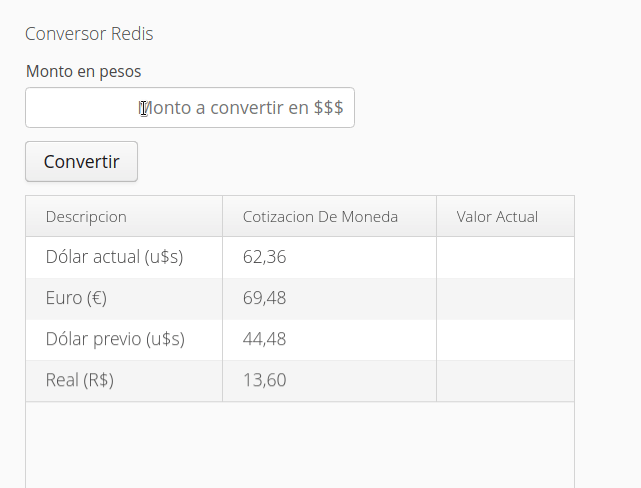 Conversor Redis
Monto en pesos
Monto a convertir en $$$
Convertir
Descripcion Cotizacion De Moneda Valor Actual
Dólar actual (u$s) 62,36
Euro (€) 69,48
Dólar previo (u$s) 44,48
Real (R$) 13,60